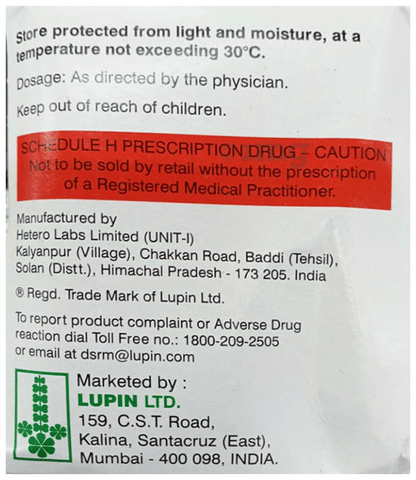 Store protected from light and moisture, at a
temperature not exceeding 30°C.
Dosage: As directed by the physician.
Keep out of reach of children.
SCHEDULE H PRESCRIPTION DRUG - CAUTION
Not to be sold by retail without the prescription
of a Registered Medical Practitioner.
Manufactured by
Hetero Labs Limited (UNIT-I)
Kalyanpur (Village), Chakkan Road, Baddi (Tehsil),
Solan (Distt.), Himachal Pradesh - 173 205. India
® Regd. Trade Mark of Lupin Ltd.
To report product complaint or Adverse Drug
reaction dial Toll Free no.: 1800-209-2505
or email at dsrm@lupin.com
Marketed by :
LUPIN LTD.
159, C.S.T. Road,
Kalina, Santacruz (East),
Mumbai - 400 098, INDIA.